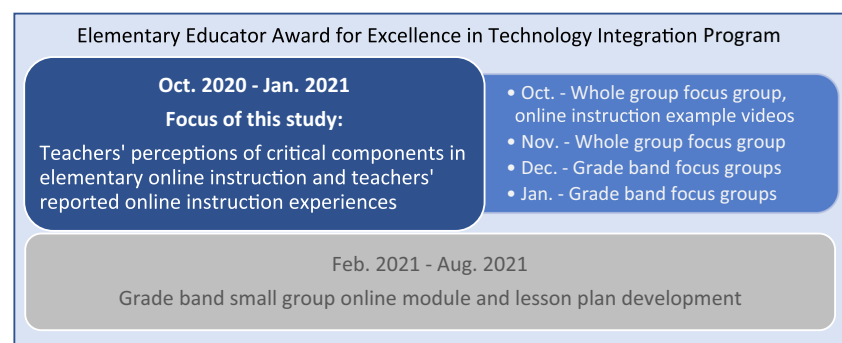 Elementary Educator Award for Excellence in Technology Integration Program
Oct. 2020 - Jan. 2021
Focus of this study:
Teachers' perceptions of critical components in
elementary online instruction and teachers'
reported online instruction experiences
• Oct. - Whole group focus group,
online instruction example videos
• Nov. - Whole group focus group
• Dec. - Grade band focus groups
• Jan. - Grade band focus groups
Feb. 2021 - Aug. 2021
Grade band small group online module and lesson plan development